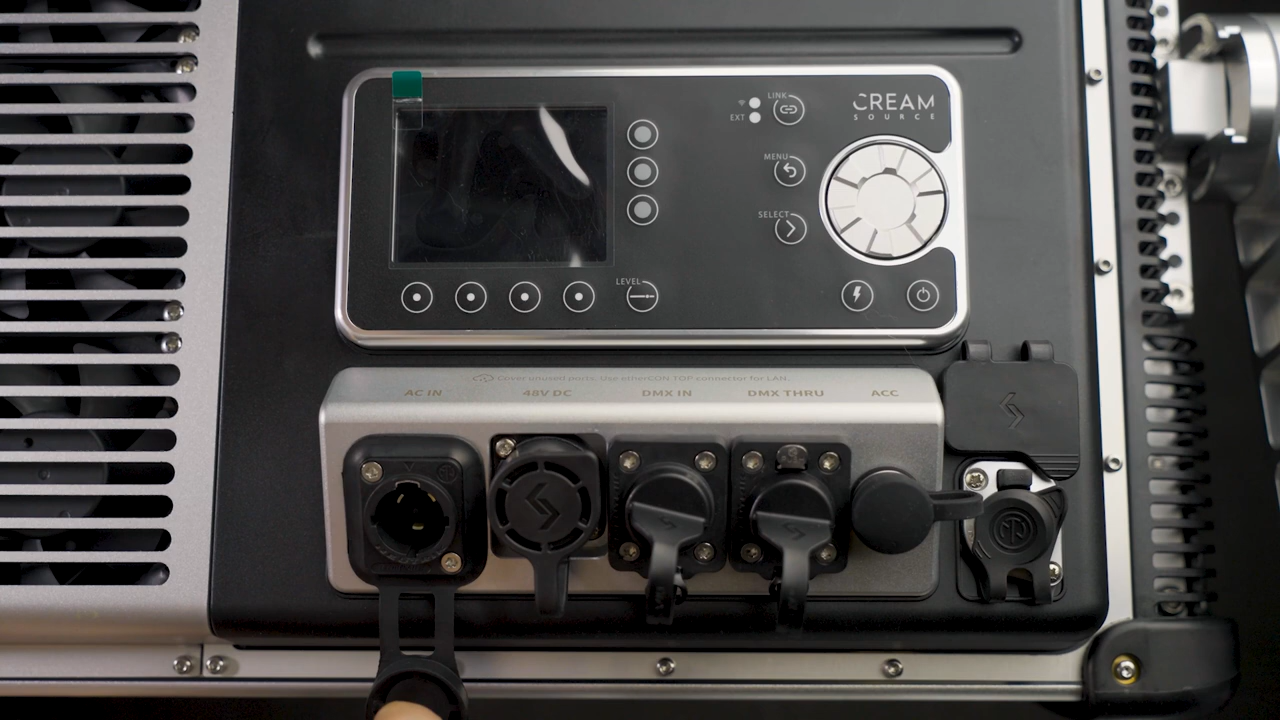 LINK
EXT
CREAM
SOURCE
MENU
SELECT
LEVEL
Cover unused ports. Use etherCON TOP connector for LAN.
AC IN
48V DC
DMX IN
DMX THRU
ACC